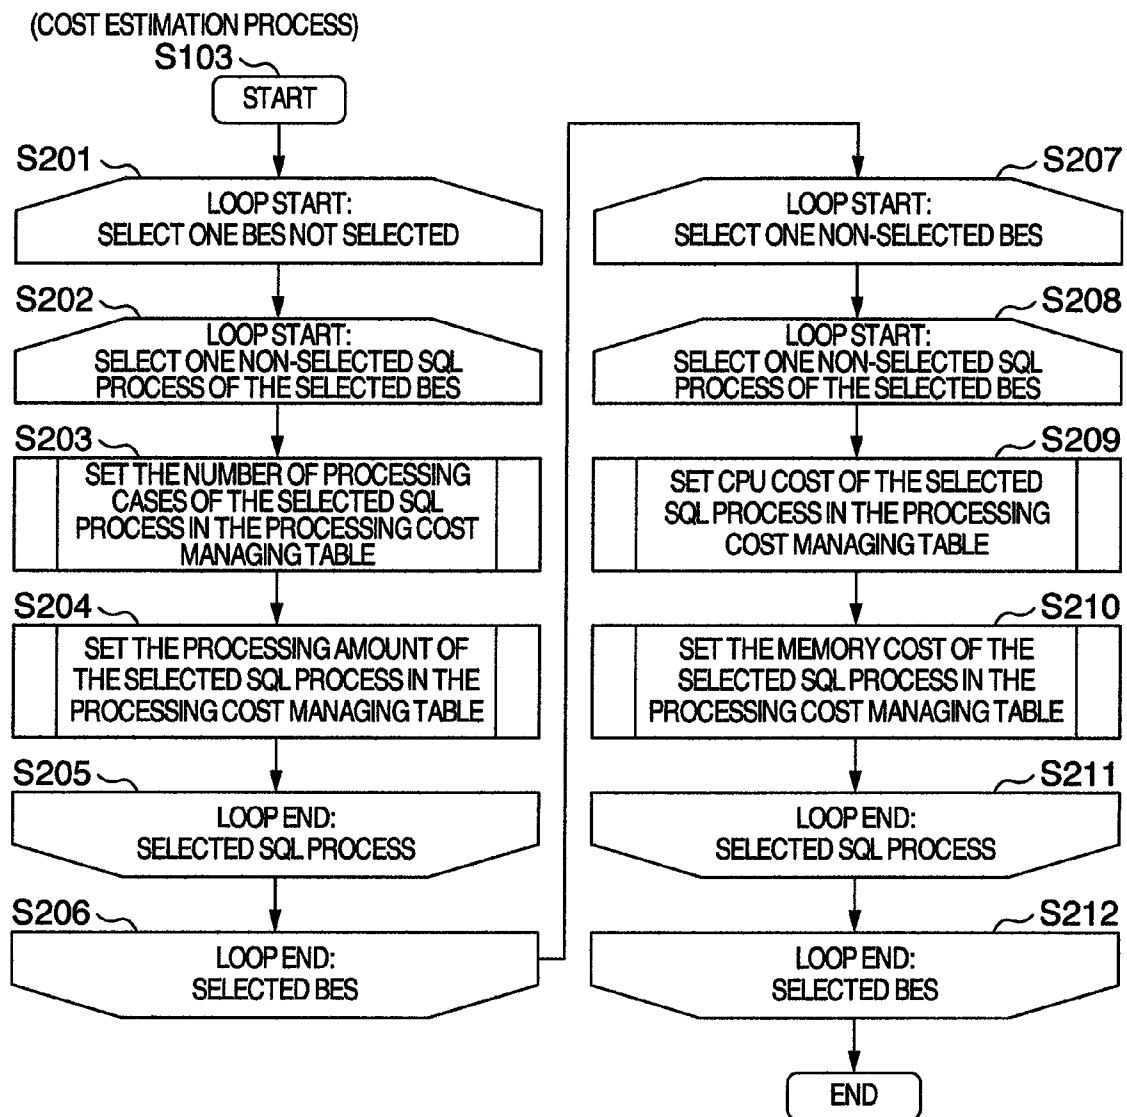 (COST ESTIMATION PROCESS)
S103
START
S201
LOOP START:
SELECT ONE BES NOT SELECTED
S202
LOOP START:
SELECT ONE NON-SELECTED SQL
PROCESS OF THE SELECTED BES
S203
SET THE NUMBER OF PROCESSING
CASES OF THE SELECTED SQL
PROCESS IN THE PROCESSING COST
MANAGING TABLE
S204
SET THE PROCESSING AMOUNT OF
THE SELECTED SQL PROCESS IN THE
PROCESSING COST MANAGING TABLE
S205
LOOP END:
SELECTED SQL PROCESS
S206
LOOP END:
SELECTED BES
S207
LOOP START:
SELECT ONE NON-SELECTED BES
S208
LOOP START:
SELECT ONE NON-SELECTED SQL
PROCESS OF THE SELECTED BES
S209
SET CPU COST OF THE SELECTED
SQL PROCESS IN THE PROCESSING
COST MANAGING TABLE
S210
SET THE MEMORY COST OF THE
SELECTED SQL PROCESS IN THE
PROCESSING COST MANAGING TABLE
S211
LOOP END:
SELECTED SQL PROCESS
S212
LOOP END:
SELECTED BES
END